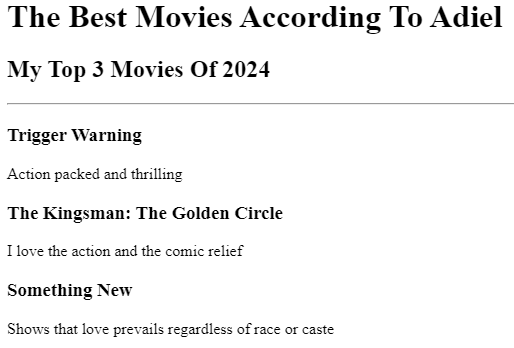 The Best Movies According To Adiel
My Top 3 Movies Of 2024
Trigger Warning
Action packed and thrilling
The Kingsman: The Golden Circle
I love the action and the comic relief
Something New
Shows that love prevails regardless of race or caste